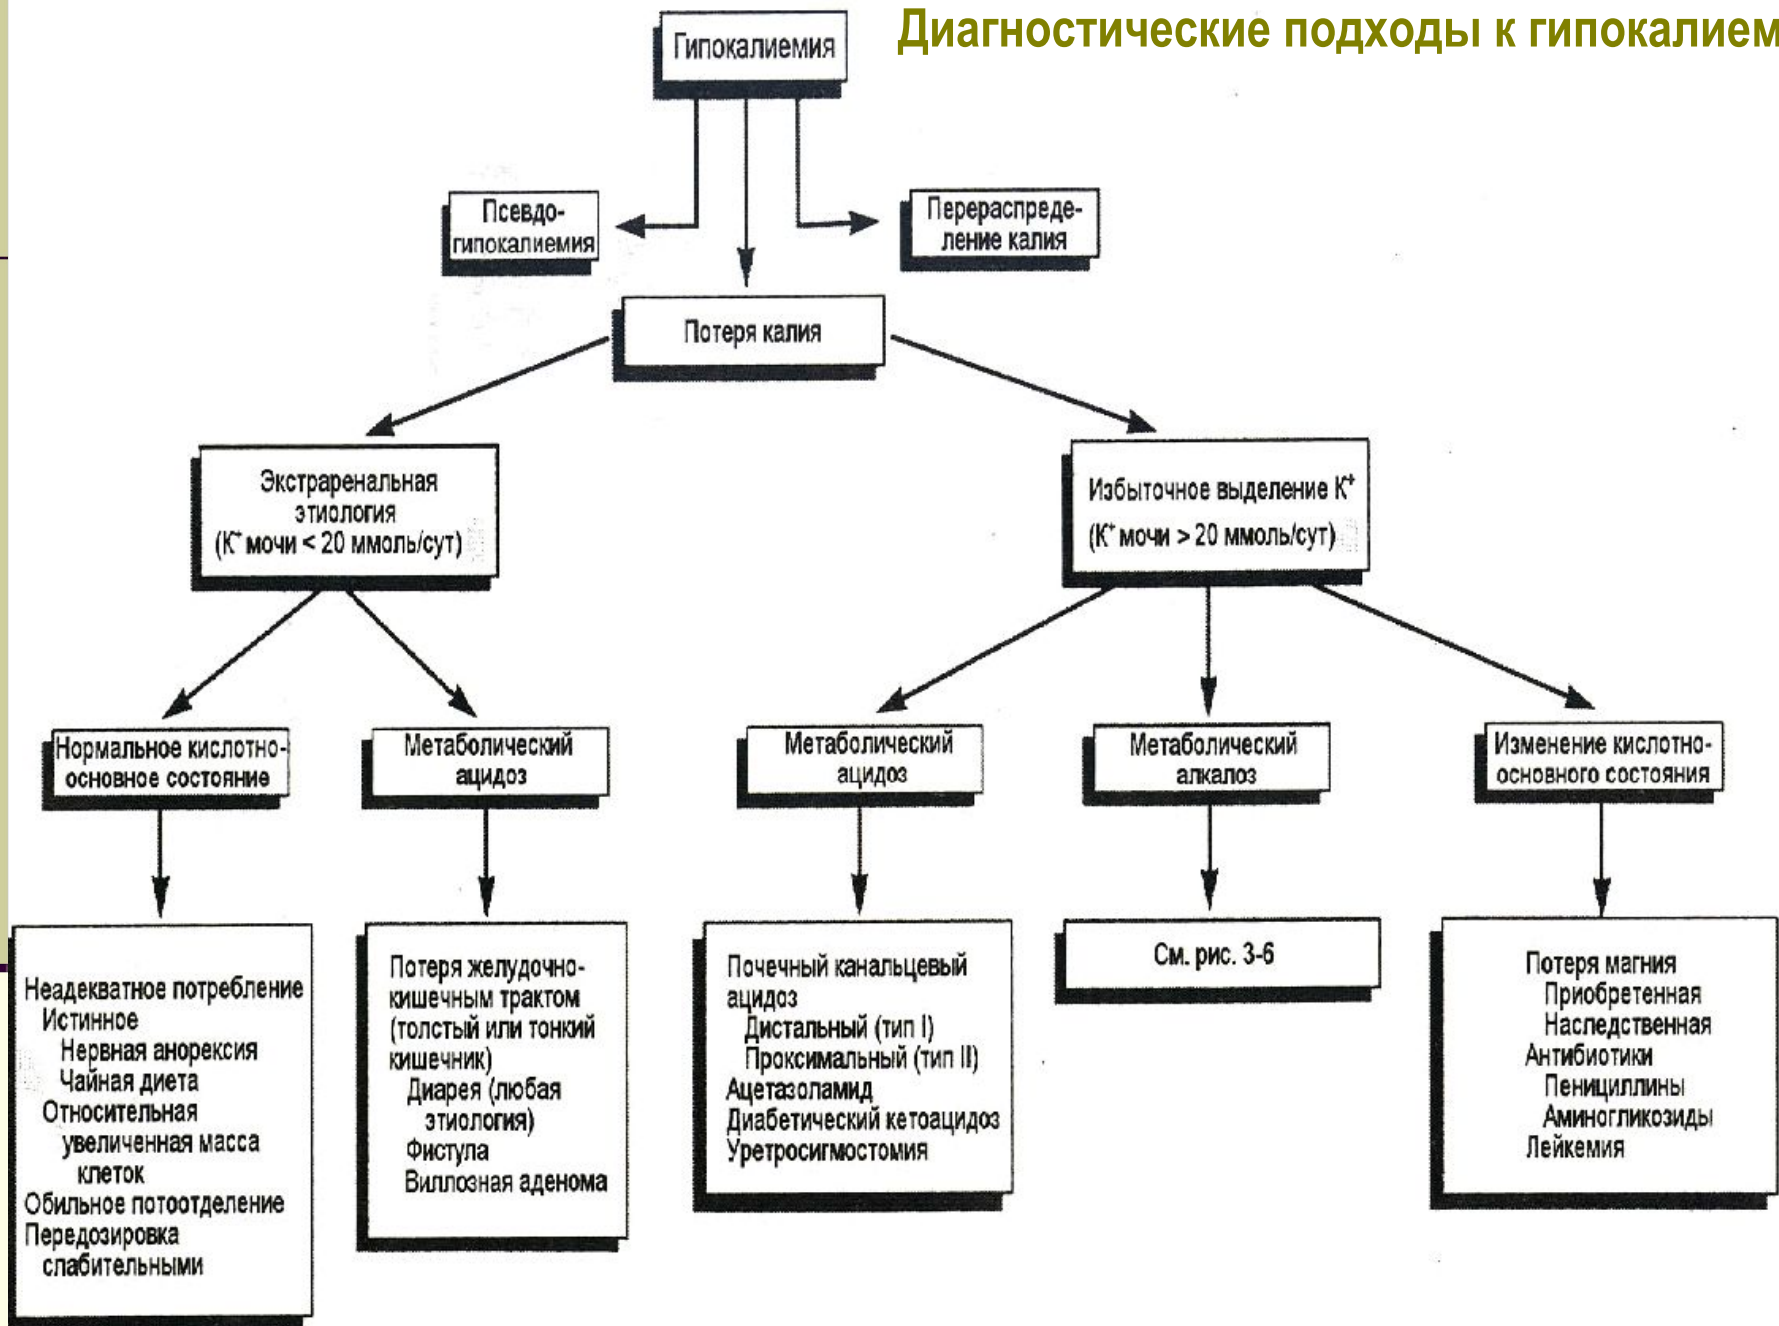 Диагностические подходы к гипокалием
Гипокалиемия
Псевдо-
гипокалиемия
Перераспреде-
ление калия
Потеря калия
Экстраренальная
этиология
(K⁺ мочи < 20 ммоль/сут)
Избыточное выделение K⁺
(K⁺ мочи > 20 ммоль/сут)
Нормальное кислотно-
основное состояние
Метаболический
ацидоз
Метаболический
ацидоз
Метаболический
алкалоз
Изменение кислотно-
основного состояния
Неадекватное потребление
Истинное
Нервная анорексия
Чайная диета
Относительная
увеличенная масса
клеток
Обильное потоотделение
Передозировка
слабительными
Потеря желудочно-
кишечным трактом
(толстый или тонкий
кишечник)
Диарея (любая
этиология)
Фистула
Виллозная аденома
Почечный канальцевый
ацидоз
Дистальный (тип I)
Проксимальный (тип II)
Ацетазоламид
Диабетический кетоацидоз
Уретросигмостомия
См. рис. 3-6
Потеря магния
Приобретенная
Наследственная
Антибиотики
Пенициллины
Аминогликозиды
Лейкемия